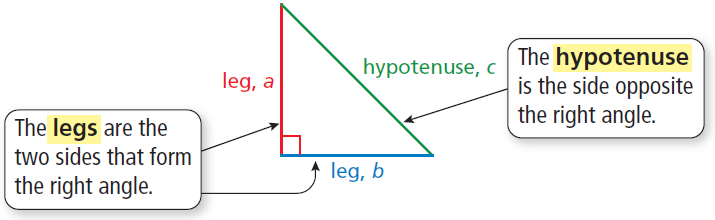 leg, a
hypotenuse, c
The hypotenuse
is the side opposite
the right angle.
The legs are the
two sides that form
the right angle.
leg, b